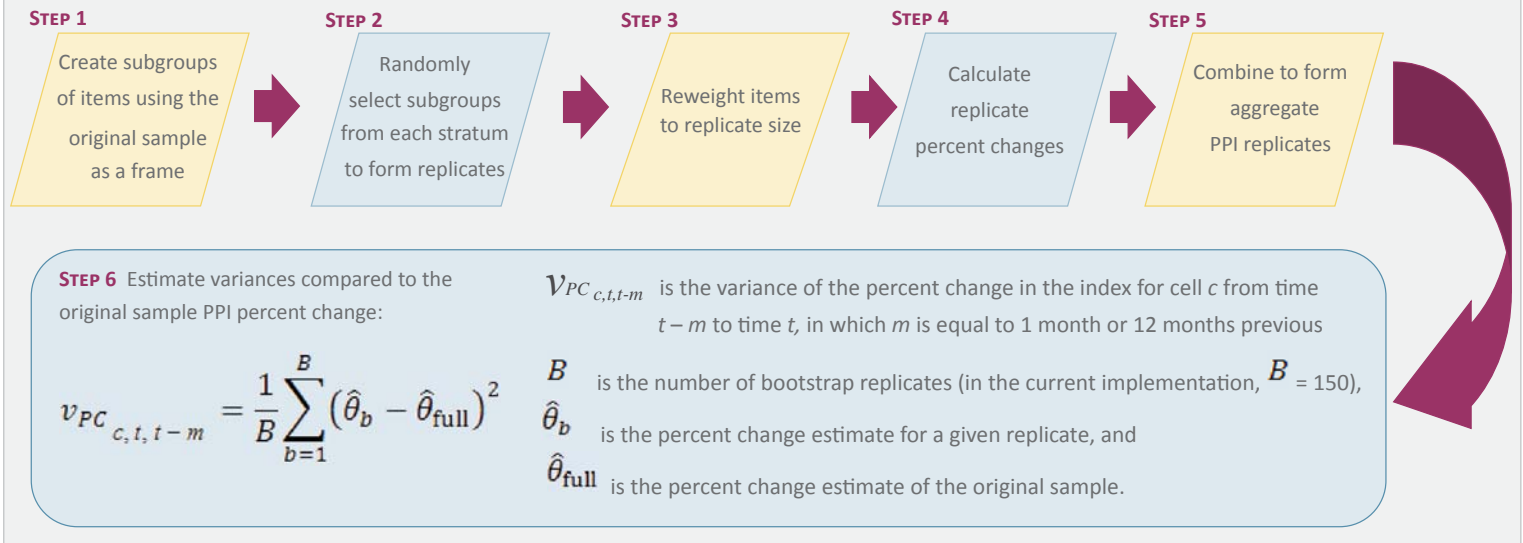 STEP 1
Create subgroups
of items using the
original sample
as a frame
STEP 2
Randomly
select subgroups
from each stratum
to form replicates
STEP 3
Reweight items
to replicate size
STEP 4
Calculate
replicate
percent changes
STEP 5
Combine to form
aggregate
PPI replicates
STEP 6 Estimate variances compared to the
original sample PPI percent change:
v_{PC_{c, t, t − m}} = \frac{1}{B} \sum_{b=1}^{B} (θ̂_b − θ̂_{full})^2
v_{PC_{c,t,t-m}} is the variance of the percent change in the index for cell c from time
t – m to time t, in which m is equal to 1 month or 12 months previous
B is the number of bootstrap replicates (in the current implementation, B = 150),
θ̂_b is the percent change estimate for a given replicate, and
θ̂_{full} is the percent change estimate of the original sample.